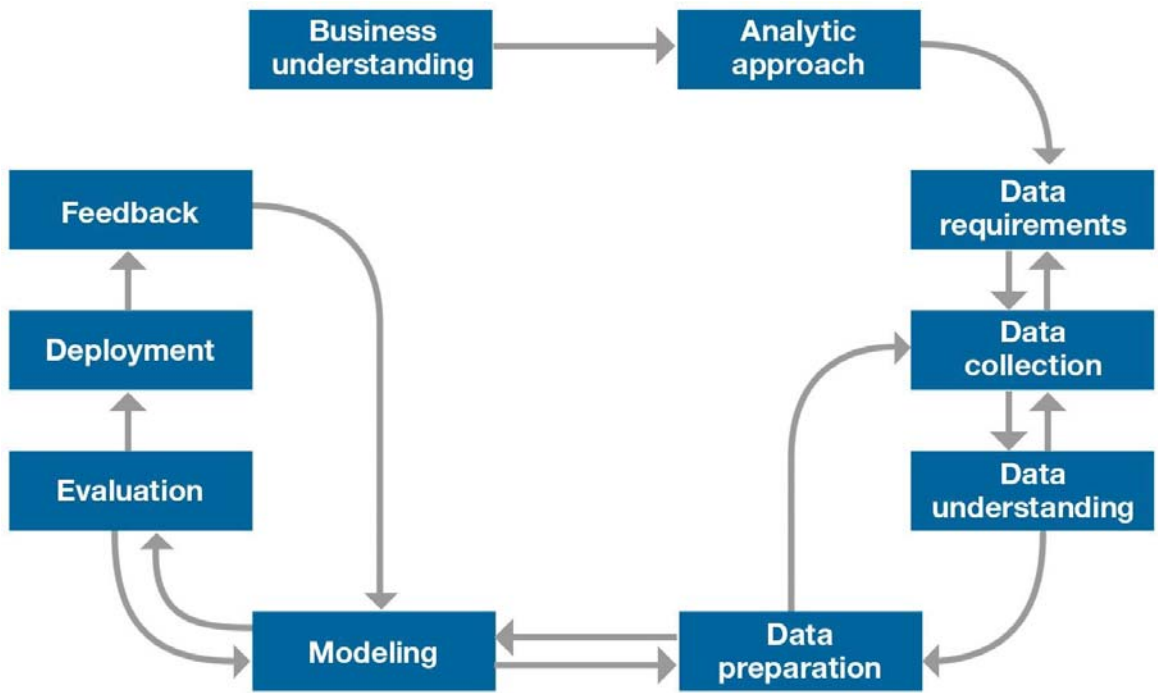 Business
understanding
Analytic
approach
Data
requirements
Data
collection
Data
understanding
Data
preparation
Modeling
Evaluation
Deployment
Feedback